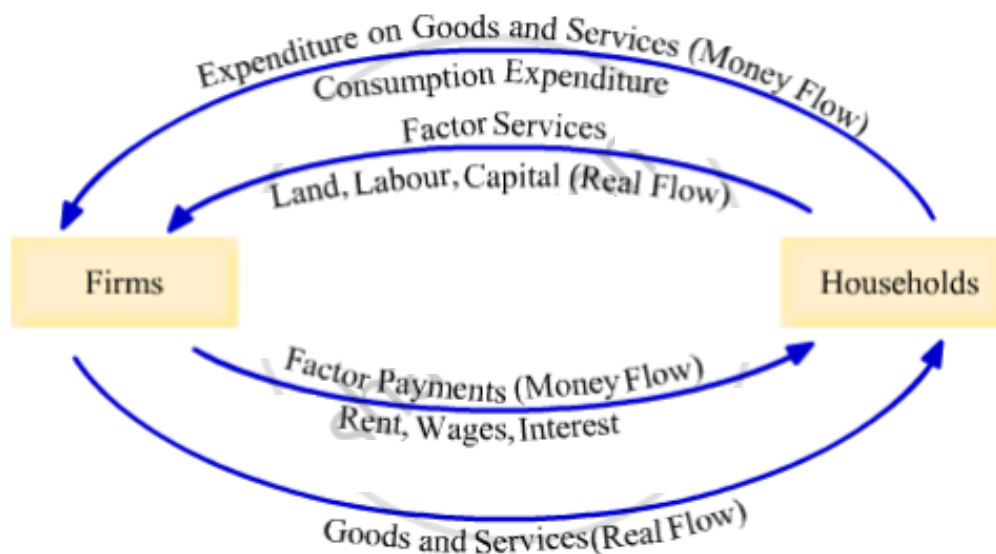 Expenditure on Goods and Services (Money Flow)
Consumption Expenditure
Factor Services
Land, Labour, Capital (Real Flow)
Firms
Households
Factor Payments (Money Flow)
Rent, Wages, Interest
Goods and Services(Real Flow)